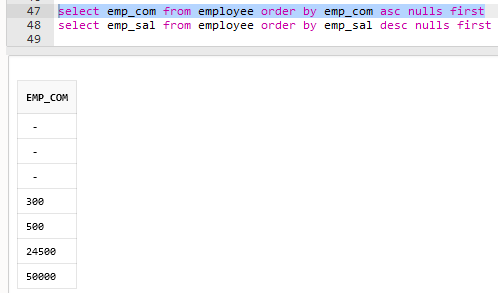 47 select emp_com from employee order by emp_com asc nulls first
48 select emp_sal from employee order by emp_sal desc nulls first
49
EMP_COM
-
-
-
300
500
24500
50000